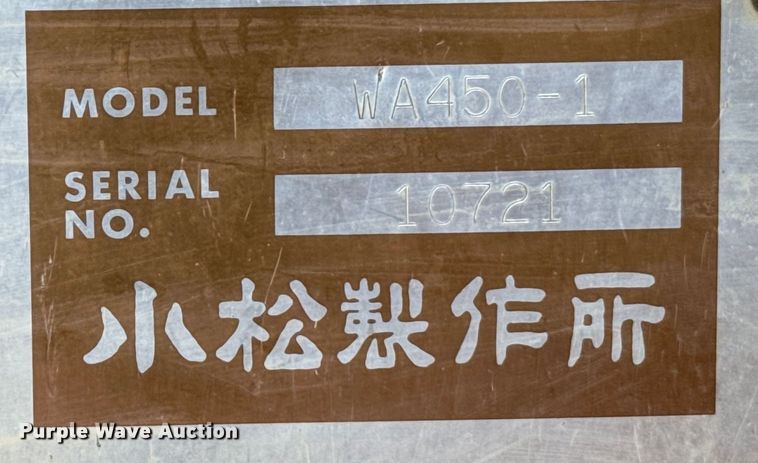 MODEL WA450-1
SERIAL NO. 10721
小松製作所
Purple Wave Auction